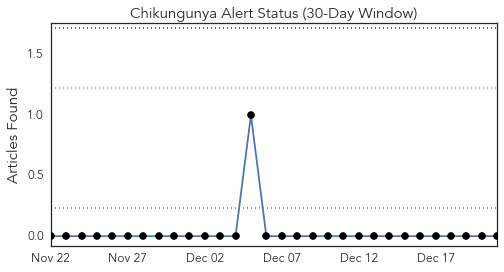 Chikungunya Alert Status (30-Day Window)
Articles Found
1.5
1.0
0.5
0.0
Nov 22 Nov 27 Dec 02 Dec 07 Dec 12 Dec 17